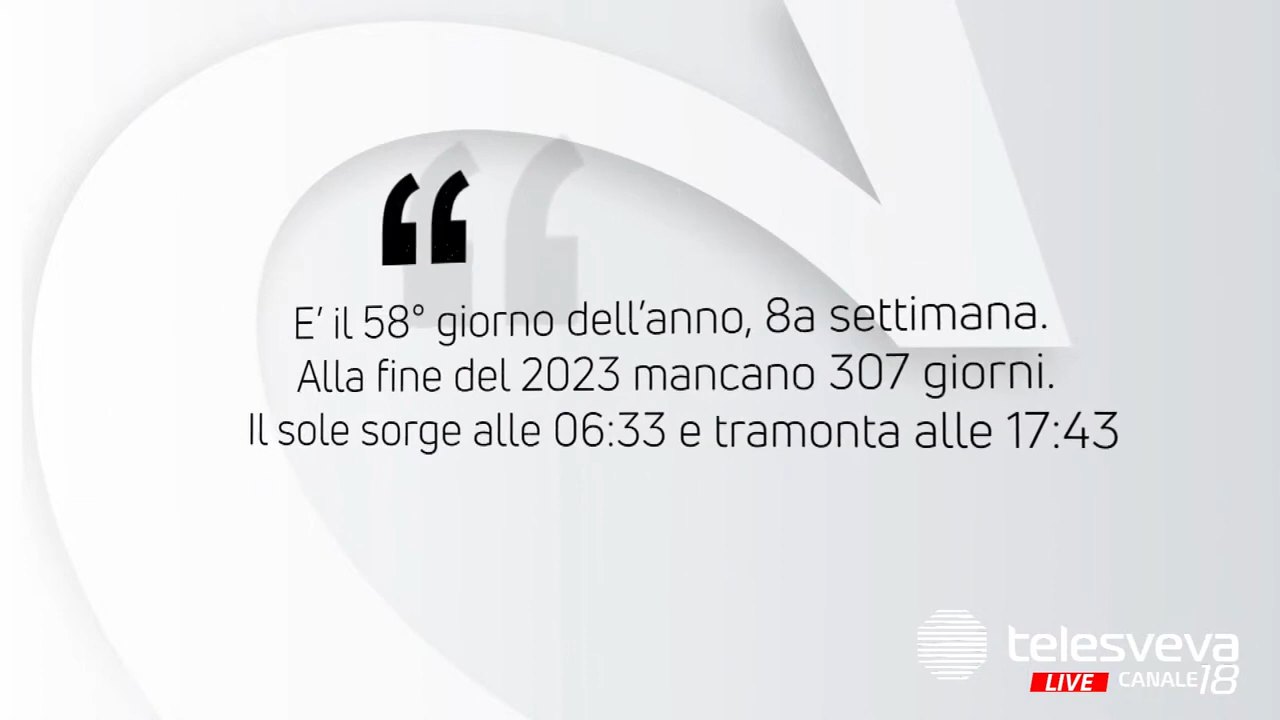 “
E’ il 58° giorno dell’anno, 8a settimana.
Alla fine del 2023 mancano 307 giorni.
Il sole sorge alle 06:33 e tramonta alle 17:43
telesveva
LIVE CANALE 18